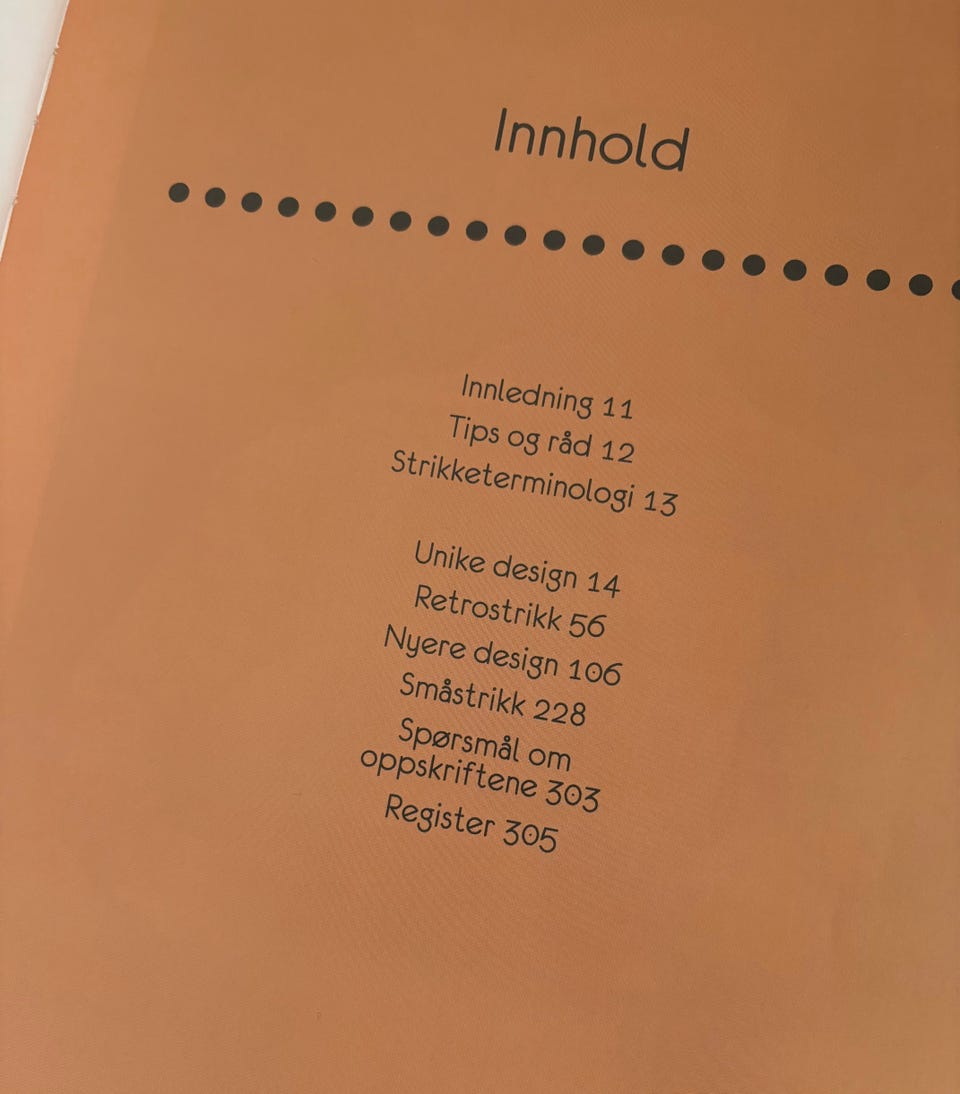 Innhold
Innledning 11
Tips og råd 12
Strikketerminologi 13
Unike design 14
Retrostrikk 56
Nyere design 106
Småstrikk 228
Spørsmål om
oppskriftene 303
Register 305